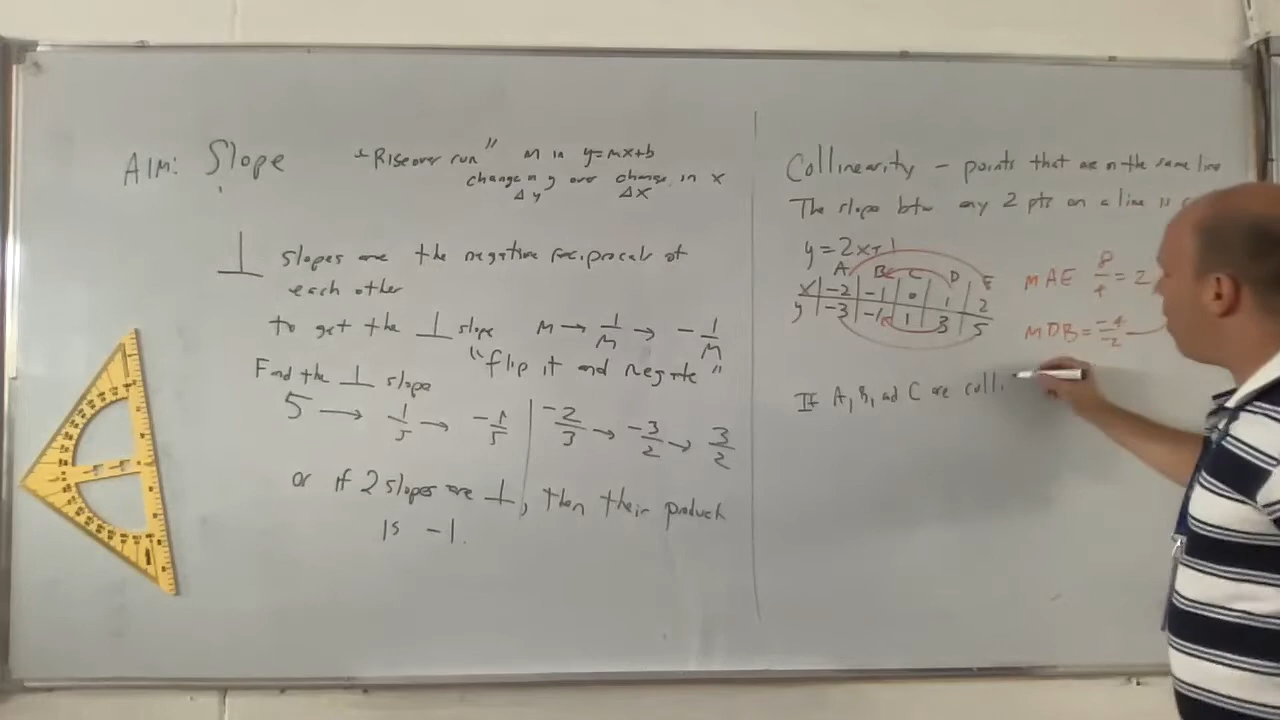 AIM: Slope
"Rise over run" m in y=mx+b
change in y over change in x
Δy Δx
⊥ slopes are the negative reciprocals of
each other
to get the ⊥ slope m → 1/m → -1/m
"flip it and negate"
Find the ⊥ slope
5 → 1/5 → -1/5 | -2/3 → -3/2 → 3/2
or if 2 slopes are ⊥, then their product
is -1.
Collinearity - points that are on the same line
The slope btw any 2 pts on a line is
y=2x+1
A B C D E
x -2 -1 0 1 2
y -3 -1 1 3 5
mAE 8/4 = 2
mDB = -4/-2
If A, B, and C are colli